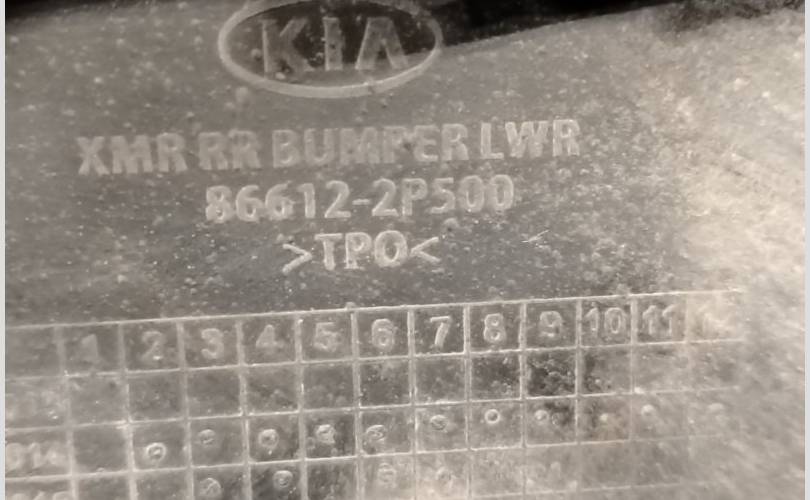 KIA
XMR RR BUMPER LWR
86612-2P500
>TPO<
1 2 3 4 5 6 7 8 9 10 11